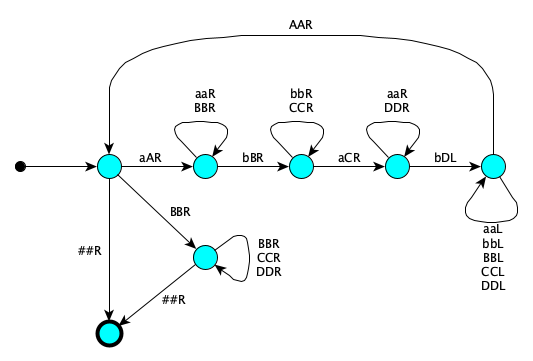 AAR
aaR
BBR
bbR
CCR
aaR
DDR
aAR
bBR
aCR
bDL
BBR
##R
BBR
CCR
DDR
##R
aaL
bbL
BBL
CCL
DDL